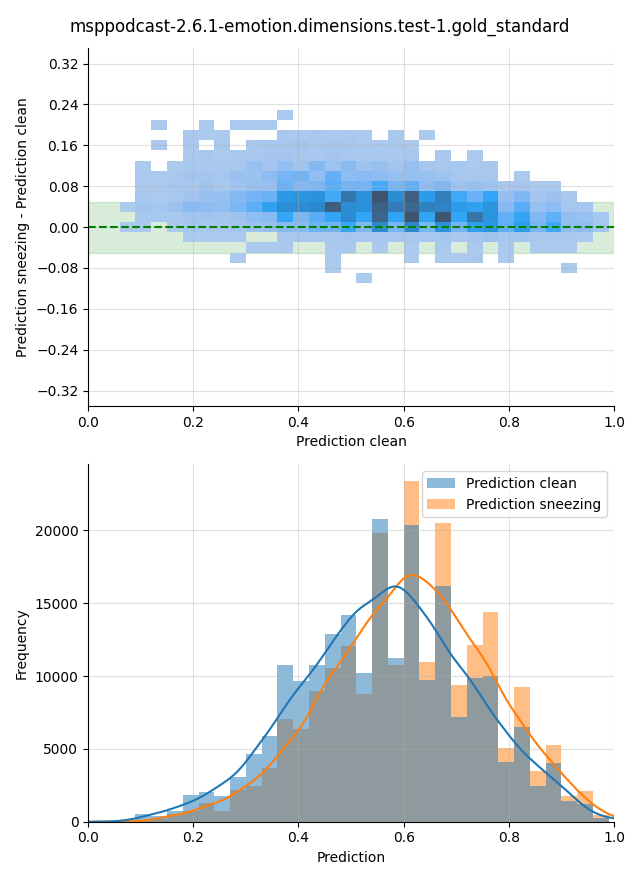 msppodcast-2.6.1-emotion.dimensions.test-1.gold_standard
Prediction sneezing - Prediction clean
0.32
0.24
0.16
0.08
0.00
−0.08
−0.16
−0.24
−0.32
0.0 0.2 0.4 0.6 0.8 1.0
Prediction clean
Frequency
20000
15000
10000
5000
0
Prediction clean
Prediction sneezing
0.0 0.2 0.4 0.6 0.8 1.0
Prediction